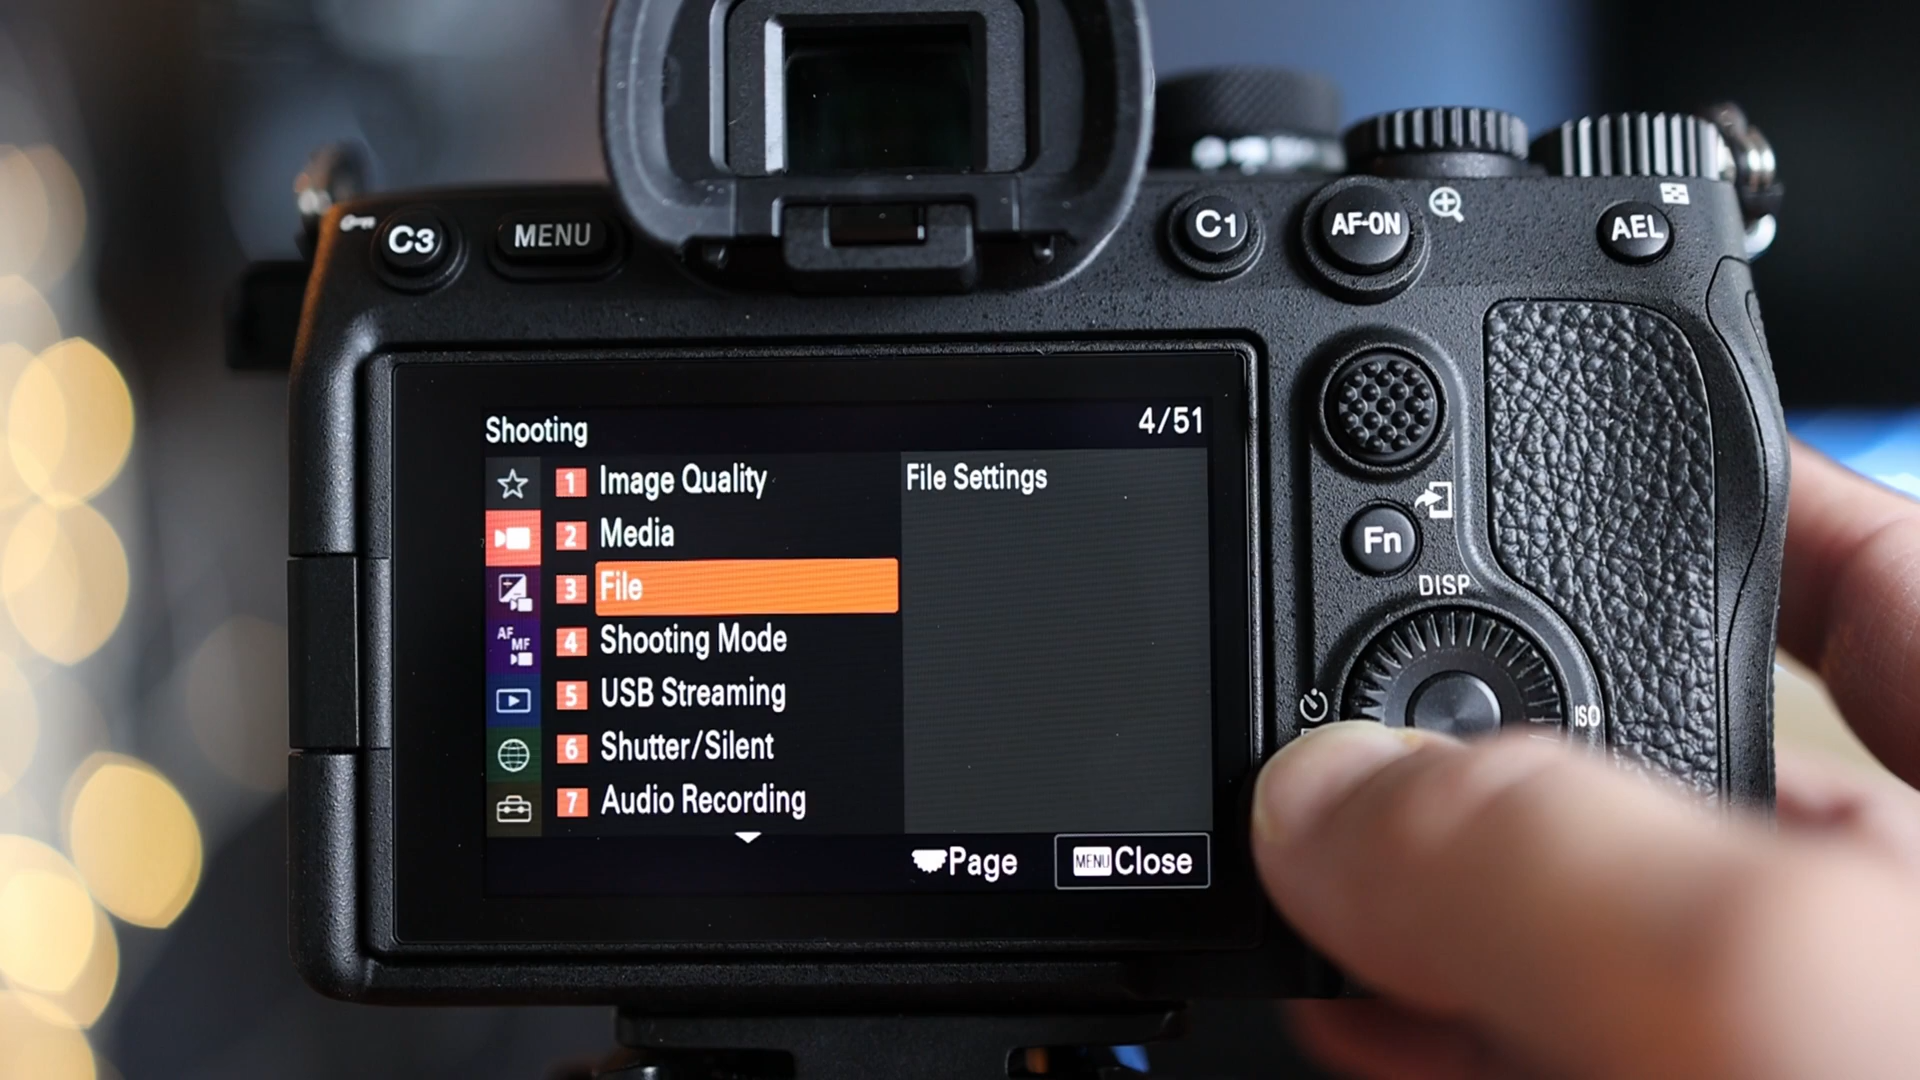 C3
MENU
C1
AF-ON
AEL
Shooting
4/51
1 Image Quality
2 Media
3 File
4 Shooting Mode
5 USB Streaming
6 Shutter/Silent
7 Audio Recording
File Settings
AF
MF
Page
MENU Close
Fn
DISP
ISO